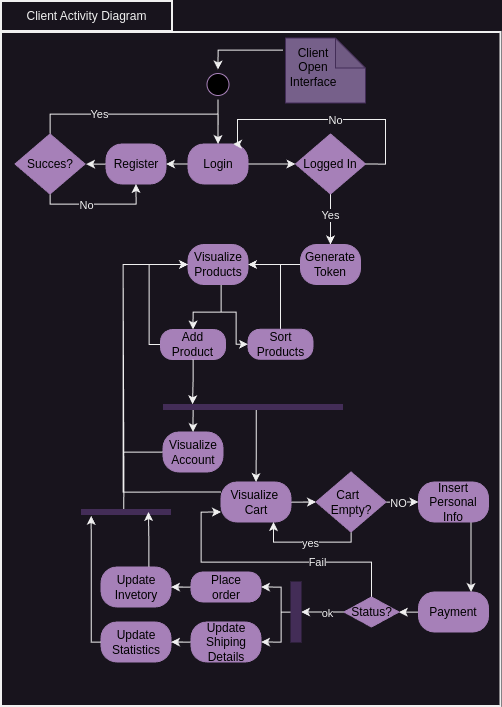 Client Activity Diagram
Client
Open
Interface
Yes
No
Succes?
Register
Login
Logged In
No
Yes
Visualize
Products
Generate
Token
Add
Product
Sort
Products
Visualize
Account
Visualize
Cart
Cart
Empty?
NO
Insert
Personal
Info
yes
Fail
Update
Invetory
Place
order
Status?
ok
Payment
Update
Statistics
Update
Shiping
Details